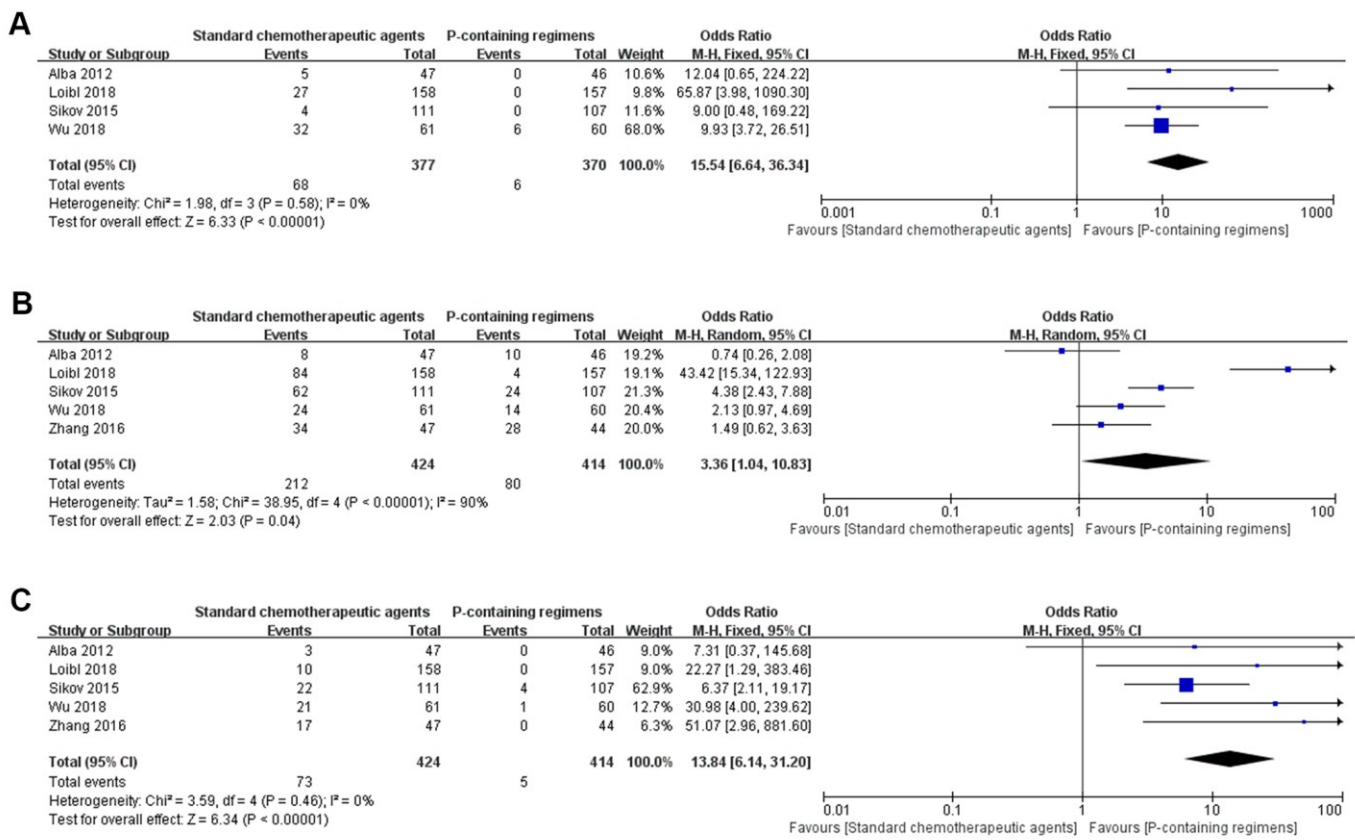 A
Standard chemotherapeutic agents P-containing regimens Odds Ratio Odds Ratio
Study or Subgroup Events Total Events Total Weight M-H, Fixed, 95% CI M-H, Fixed, 95% CI
Alba 2012 5 47 0 46 10.6% 12.04 [0.65, 224.22]
Loibl 2018 27 158 0 157 9.8% 65.87 [3.98, 1090.30]
Sikov 2015 4 111 0 107 11.6% 9.00 [0.48, 169.22]
Wu 2018 32 61 6 60 68.0% 9.93 [3.72, 26.51]
Total (95% CI) 377 370 100.0% 15.54 [6.64, 36.34]
Total events 68 6
Heterogeneity: Chi² = 1.98, df = 3 (P = 0.58); I² = 0%
Test for overall effect: Z = 6.33 (P < 0.00001)
0.001 0.1 1 10 1000
Favours [Standard chemotherapeutic agents] Favours [P-containing regimens]
B
Standard chemotherapeutic agents P-containing regimens Odds Ratio Odds Ratio
Study or Subgroup Events Total Events Total Weight M-H, Random, 95% CI M-H, Random, 95% CI
Alba 2012 8 47 10 46 19.2% 0.74 [0.26, 2.08]
Loibl 2018 84 158 4 157 19.1% 43.42 [15.34, 122.93]
Sikov 2015 62 111 24 107 21.3% 4.38 [2.43, 7.88]
Wu 2018 24 61 14 60 20.4% 2.13 [0.97, 4.69]
Zhang 2016 34 47 28 44 20.0% 1.49 [0.62, 3.63]
Total (95% CI) 424 414 100.0% 3.36 [1.04, 10.83]
Total events 212 80
Heterogeneity: Tau² = 1.58; Chi² = 38.95, df = 4 (P < 0.00001); I² = 90%
Test for overall effect: Z = 2.03 (P = 0.04)
0.01 0.1 1 10 100
Favours [Standard chemotherapeutic agents] Favours [P-containing regimens]
C
Standard chemotherapeutic agents P-containing regimens Odds Ratio Odds Ratio
Study or Subgroup Events Total Events Total Weight M-H, Fixed, 95% CI M-H, Fixed, 95% CI
Alba 2012 3 47 0 46 9.0% 7.31 [0.37, 145.68]
Loibl 2018 10 158 0 157 9.0% 22.27 [1.29, 383.46]
Sikov 2015 22 111 4 107 62.9% 6.37 [2.11, 19.17]
Wu 2018 21 61 1 60 12.7% 30.98 [4.00, 239.62]
Zhang 2016 17 47 0 44 6.3% 51.07 [2.96, 881.60]
Total (95% CI) 424 414 100.0% 13.84 [6.14, 31.20]
Total events 73 5
Heterogeneity: Chi² = 3.59, df = 4 (P = 0.46); I² = 0%
Test for overall effect: Z = 6.34 (P < 0.00001)
0.01 0.1 1 10 100
Favours [Standard chemotherapeutic agents] Favours [P-containing regimens]